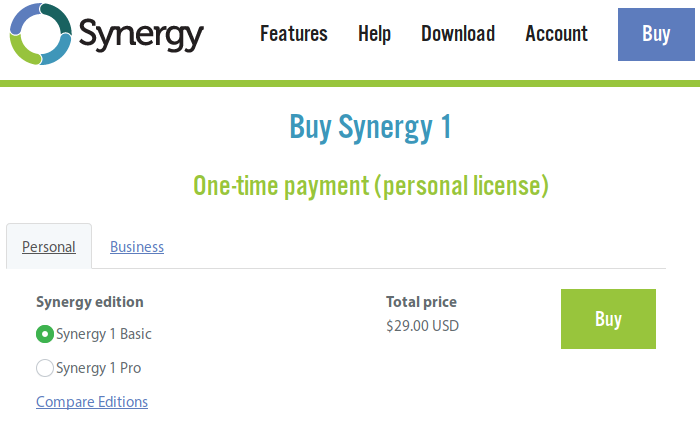 Synergy
Features Help Download Account Buy
Buy Synergy 1
One-time payment (personal license)
Personal Business
Synergy edition Total price
Synergy 1 Basic $29.00 USD Buy
Synergy 1 Pro
Compare Editions